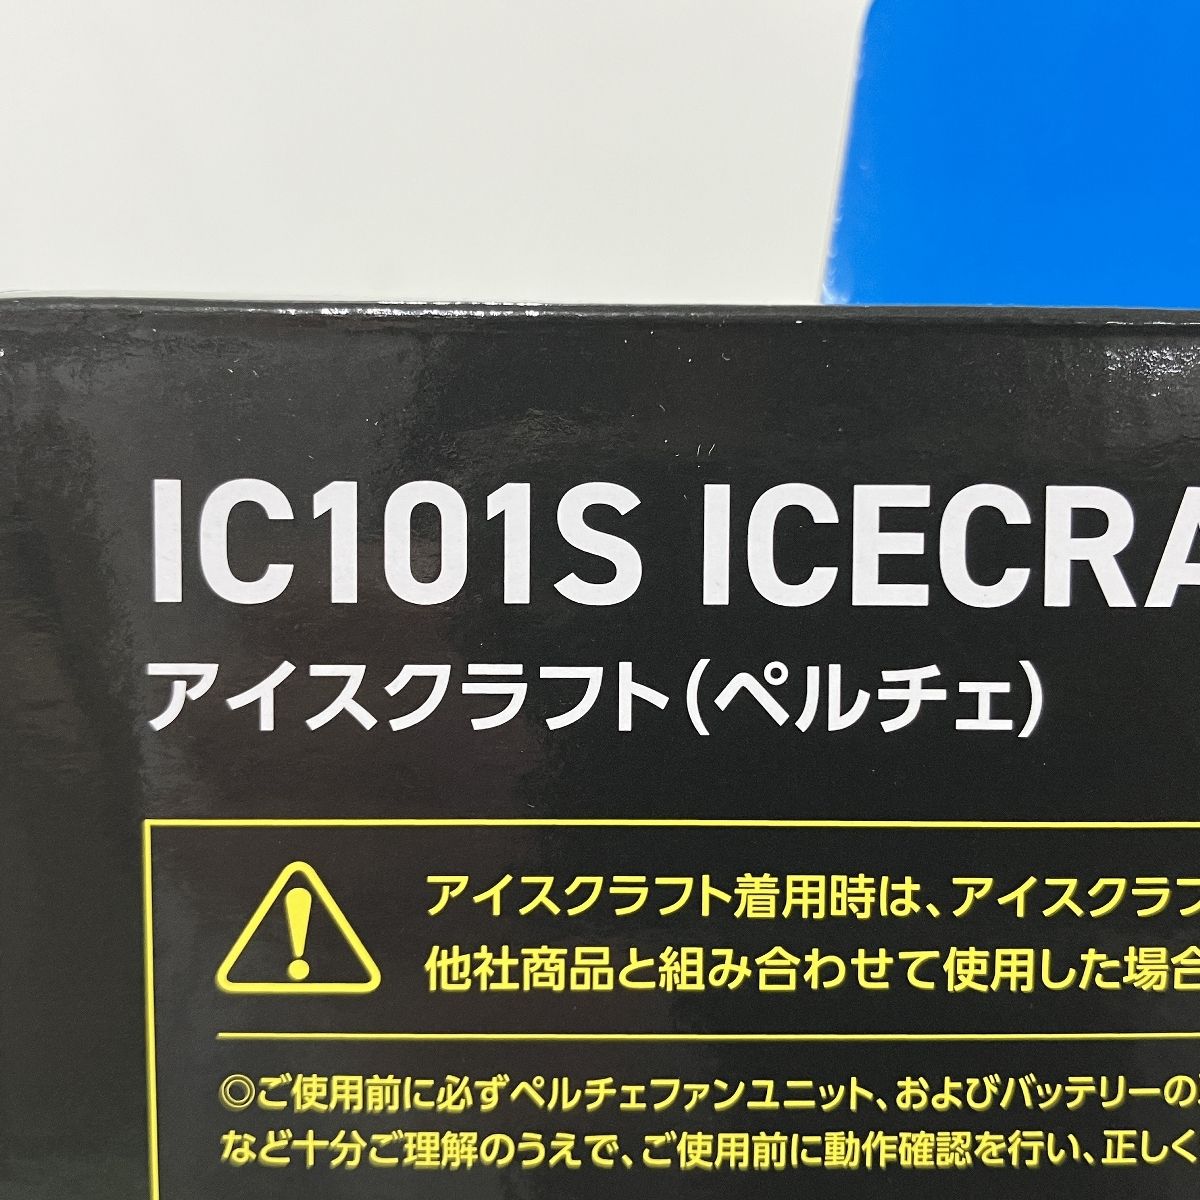 IC101S ICECRA
アイスクラフト(ペルチェ)
アイスクラフト着用時は、アイスクラフ
他社商品と組み合わせて使用した場合
◎ご使用前に必ずペルチェファンユニット、およびバッテリーの
など十分ご理解のうえで、ご使用前に動作確認を行い、正しく